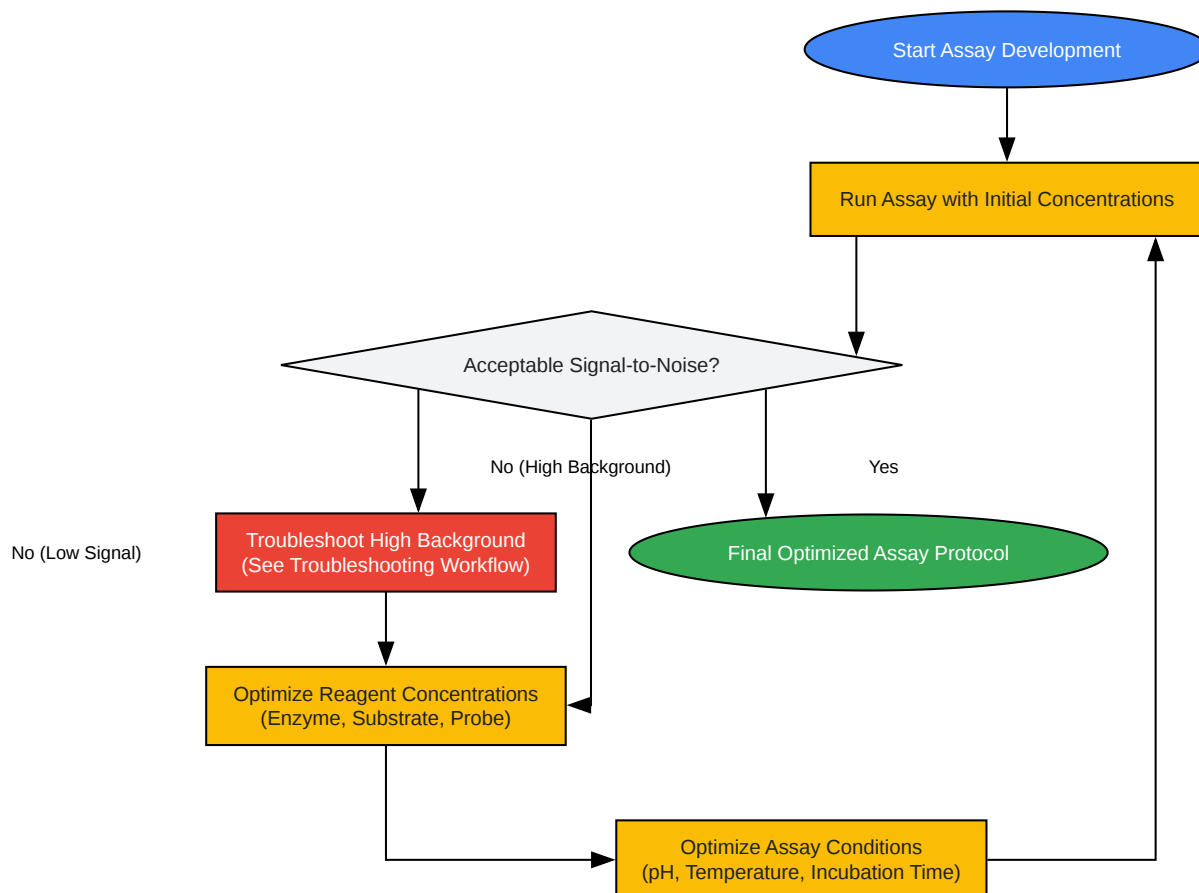 Start Assay Development
Run Assay with Initial Concentrations
Acceptable Signal-to-Noise?
No (High Background)
Yes
Troubleshoot High Background
(See Troubleshooting Workflow)
No (Low Signal)
Final Optimized Assay Protocol
Optimize Reagent Concentrations
(Enzyme, Substrate, Probe)
Optimize Assay Conditions
(pH, Temperature, Incubation Time)